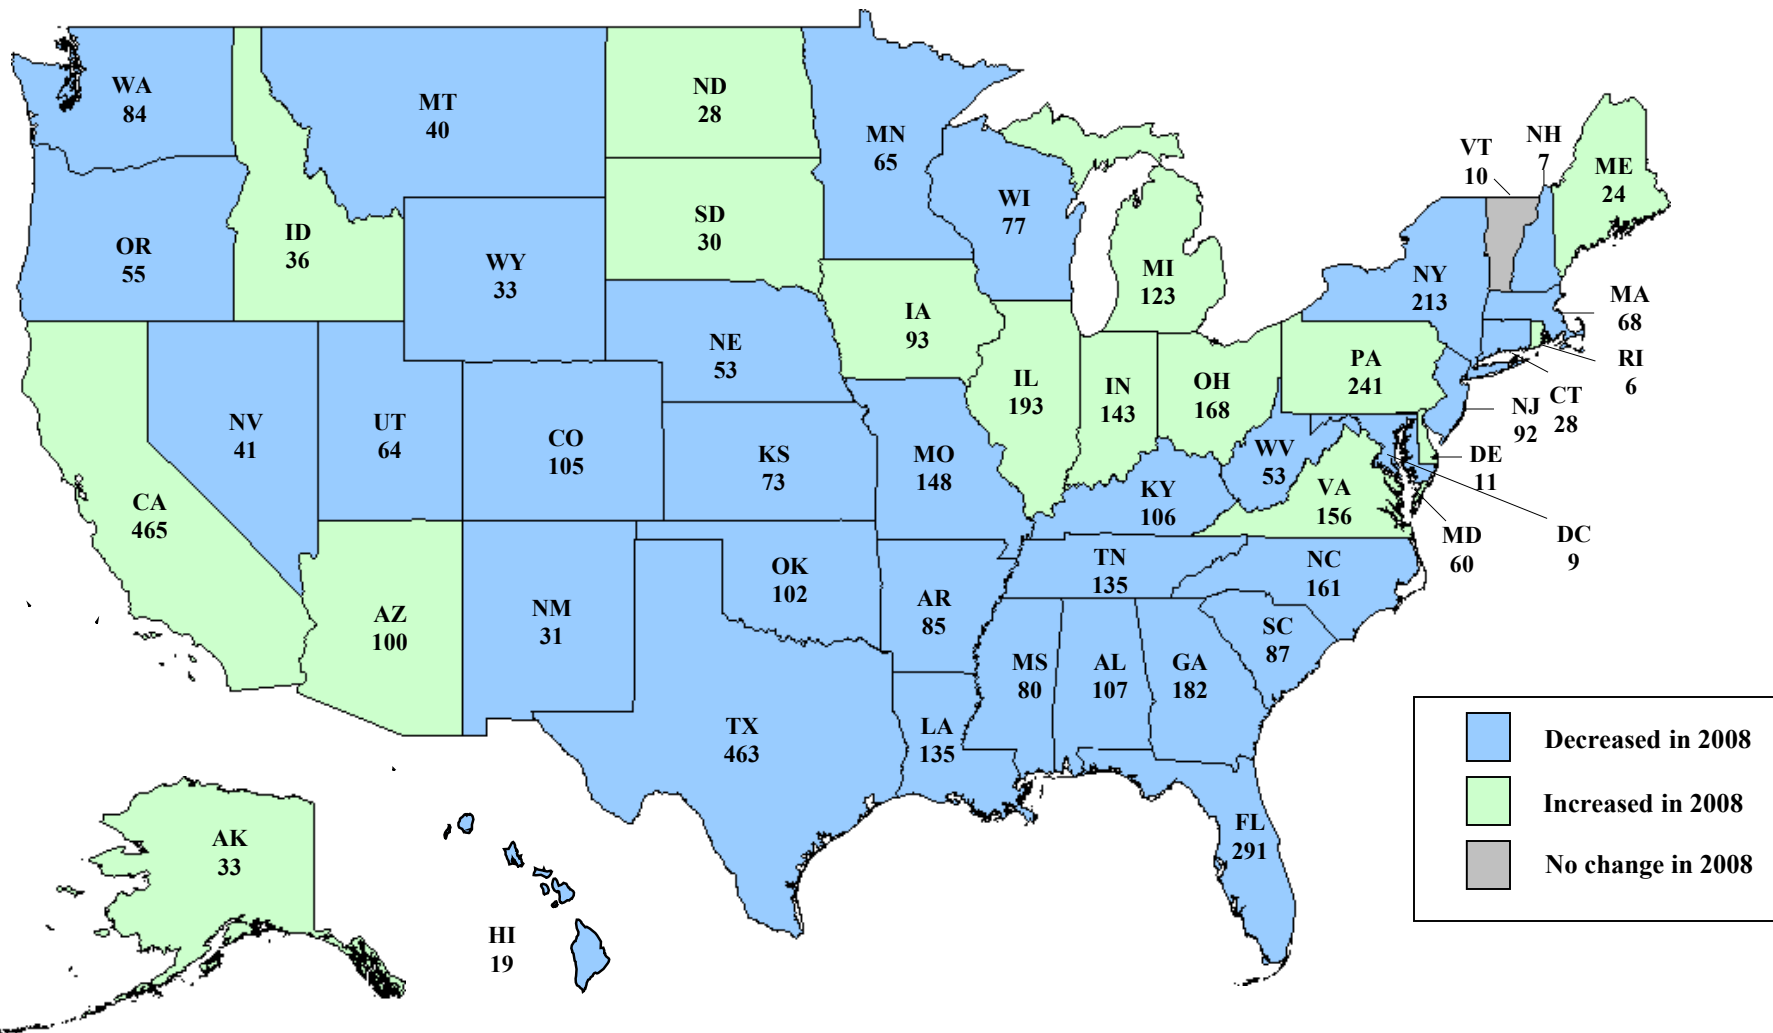 WA
84
MT
40
ND
28
MN
65
VT
10
NH
7
ME
24
OR
55
ID
36
WY
33
SD
30
WI
77
MI
123
NY
213
MA
68
RI
6
CT
28
NJ
92
NE
53
IA
93
IL
193
IN
143
OH
168
PA
241
NV
41
UT
64
CO
105
KS
73
MO
148
KY
106
WV
53
VA
156
DE
11
MD
60
DC
9
CA
465
AZ
100
NM
31
OK
102
AR
85
TN
135
NC
161
SC
87
MS
80
AL
107
GA
182
TX
463
LA
135
FL
291
AK
33
HI
19
Decreased in 2008
Increased in 2008
No change in 2008